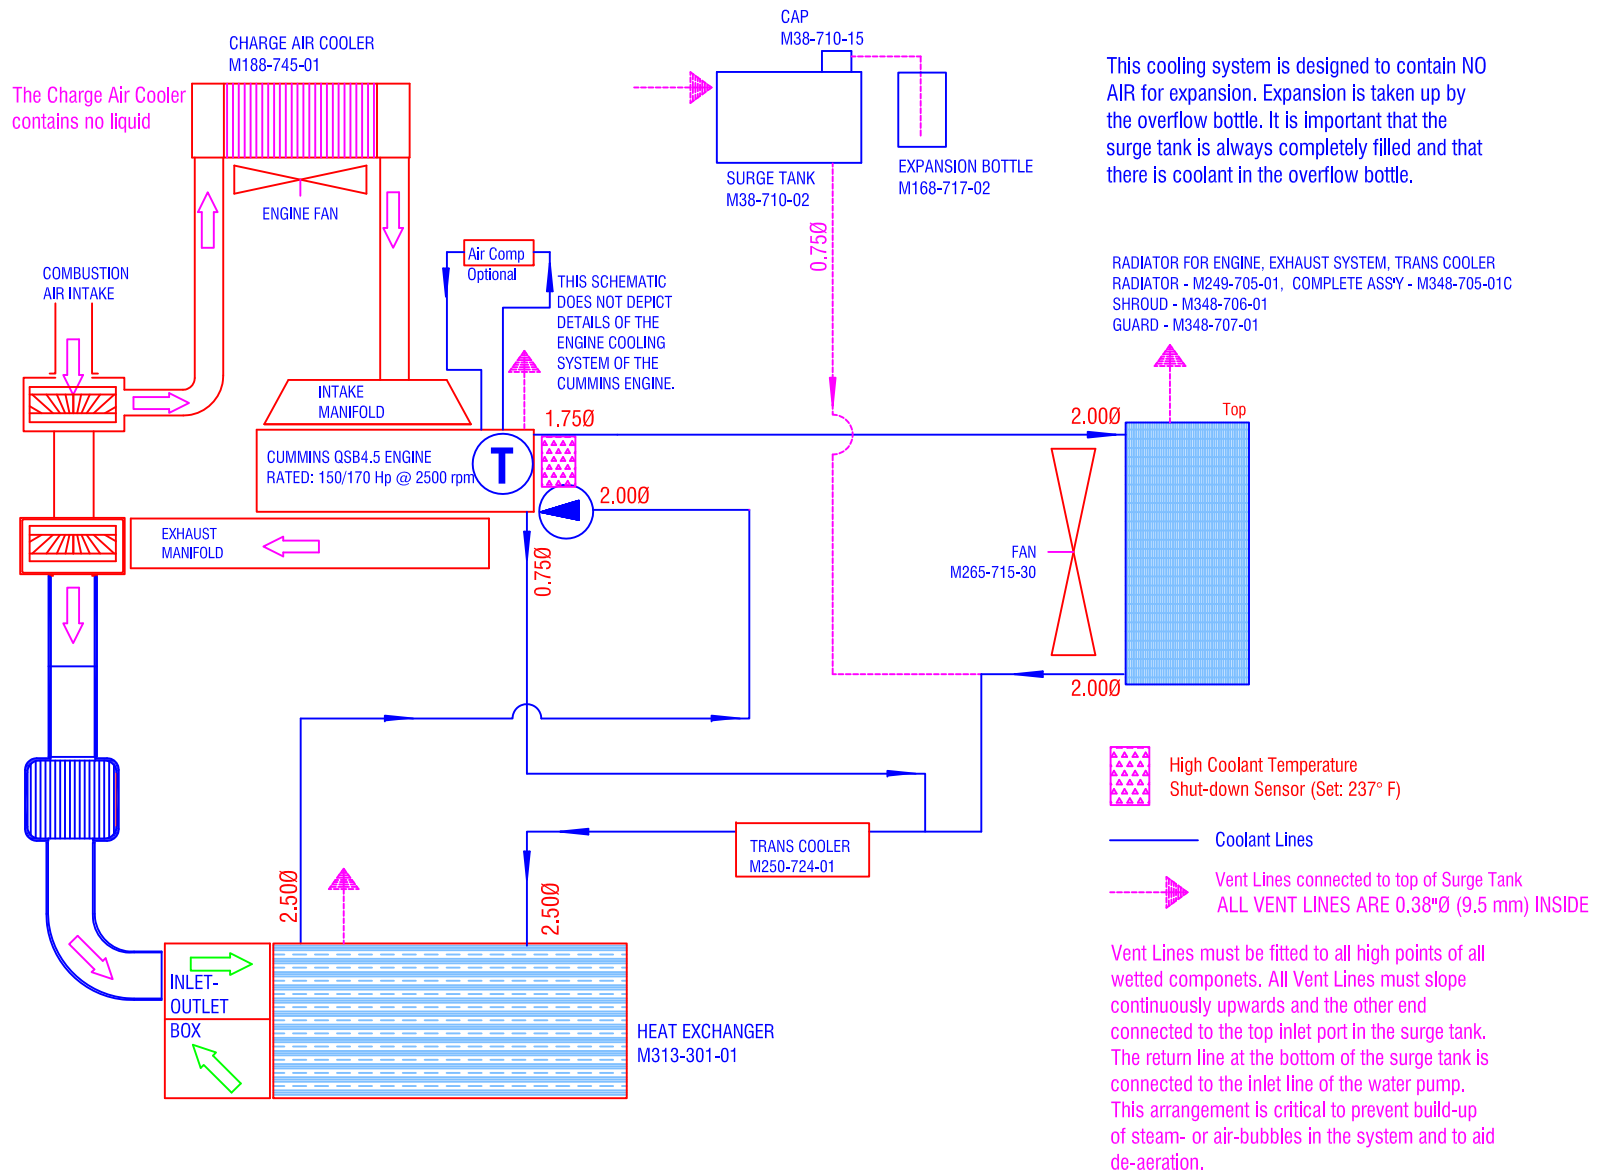 CAP
M38-710-15
CHARGE AIR COOLER
M188-745-01
The Charge Air Cooler
contains no liquid
This cooling system is designed to contain NO
AIR for expansion. Expansion is taken up by
the overflow bottle. It is important that the
surge tank is always completely filled and that
there is coolant in the overflow bottle.
SURGE TANK
M38-710-02
EXPANSION BOTTLE
M168-717-02
ENGINE FAN
0.75Ø
COMBUSTION
AIR INTAKE
Air Comp
Optional
THIS SCHEMATIC
DOES NOT DEPICT
DETAILS OF THE
ENGINE COOLING
SYSTEM OF THE
CUMMINS ENGINE.
RADIATOR FOR ENGINE, EXHAUST SYSTEM, TRANS COOLER
RADIATOR - M249-705-01, COMPLETE ASS'Y - M348-705-01C
SHROUD - M348-706-01
GUARD - M348-707-01
INTAKE
MANIFOLD
1.75Ø
2.00Ø
Top
CUMMINS QSB4.5 ENGINE
RATED: 150/170 Hp @ 2500 rpm
T
2.00Ø
EXHAUST
MANIFOLD
0.75Ø
FAN
M265-715-30
2.00Ø
High Coolant Temperature
Shut-down Sensor (Set: 237° F)
Coolant Lines
TRANS COOLER
M250-724-01
Vent Lines connected to top of Surge Tank
ALL VENT LINES ARE 0.38"Ø (9.5 mm) INSIDE
2.50Ø
2.50Ø
INLET-
OUTLET
BOX
HEAT EXCHANGER
M313-301-01
Vent Lines must be fitted to all high points of all
wetted componets. All Vent Lines must slope
continuously upwards and the other end
connected to the top inlet port in the surge tank.
The return line at the bottom of the surge tank is
connected to the inlet line of the water pump.
This arrangement is critical to prevent build-up
of steam- or air-bubbles in the system and to aid
de-aeration.